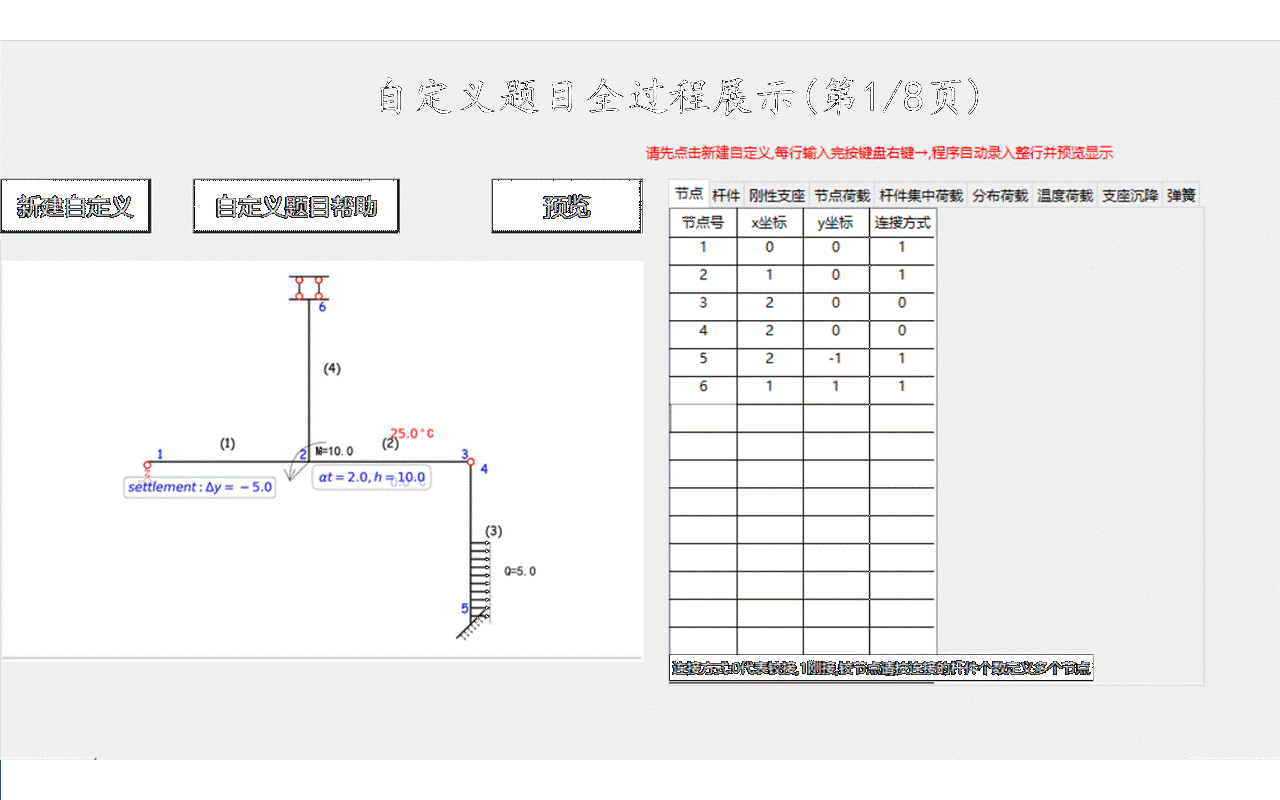 自定义题目全过程展示(第1/8页)
请先点击新建自定义,每行输入完按键盘右键→,程序自动录入整行并预览显示
新建自定义 自定义题目帮助 预览
节点 杆件 刚性支座 节点荷载 杆件集中荷载 分布荷载 温度荷载 支座沉降 弹簧
节点号 x坐标 y坐标 连接方式
1 0 0 1
2 1 0 1
3 2 0 0
4 2 0 0
5 2 -1 1
6 1 1 1
6
(4)
(1)
(2)
25.0°C
1
2
M=10.0
3
4
settlement:Δy=-5.0
αt=2.0,h=10.0
(3)
Q=5.0
5
连接方式:0代表铰接,1刚接,铰节点请按连接的杆件个数定义多个节点